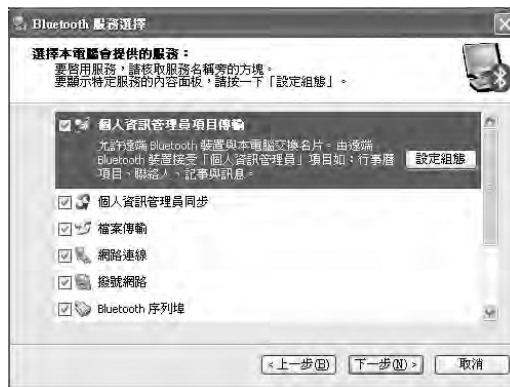 Bluetooth 服務選擇
選擇本電腦會提供的服務：
要啓用服務，請核取服務名稱旁的方塊。
要顯示特定服務的內容面板，請按一下「設定組態」。
個人資訊管理員項目傳輸
允許遠端 Bluetooth 裝置與本電腦交換名片。由遠端
Bluetooth 裝置接受「個人資訊管理員」項目如：行事曆
項目、聯絡人、記事與訊息。
設定組態
個人資訊管理員同步
檔案傳輸
網路連線
撥號網路
Bluetooth 序列埠
<上一步(B)
下一步(N)>
取消